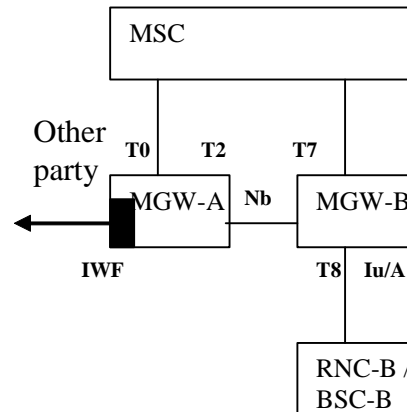 MSC
Other
party
T0
T2
T7
MGW-A
Nb
MGW-B
IWF
T8
Iu/A
RNC-B /
BSC-B